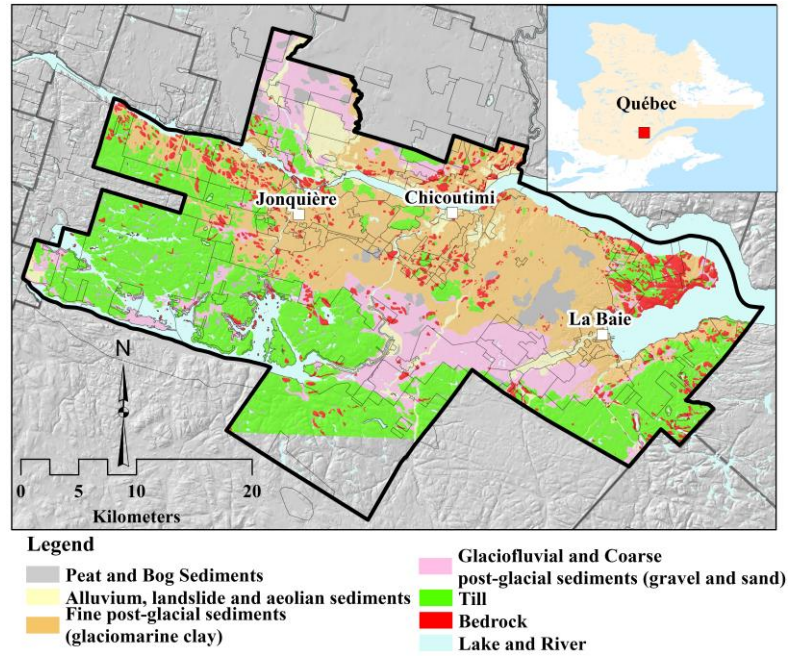 Québec
Jonquière
Chicoutimi
La Baie
N
0 5 10 20
Kilometers
Legend
Peat and Bog Sediments
Alluvium, landslide and aeolian sediments
Fine post-glacial sediments
(glaciomarine clay)
Glaciofluvial and Coarse
post-glacial sediments (gravel and sand)
Till
Bedrock
Lake and River